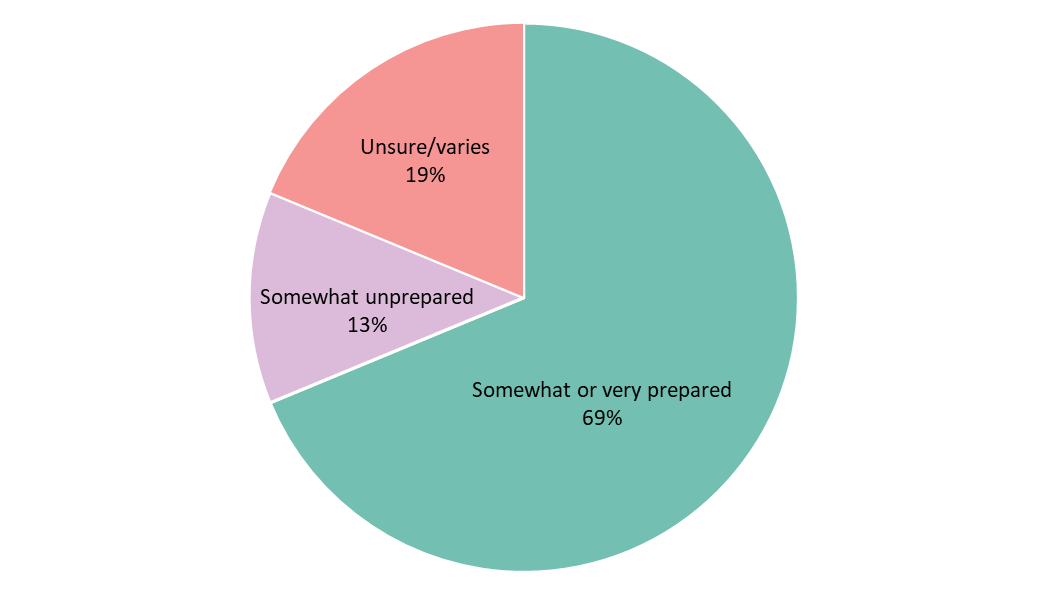 Unsure/varies
19%
Somewhat unprepared
13%
Somewhat or very prepared
69%